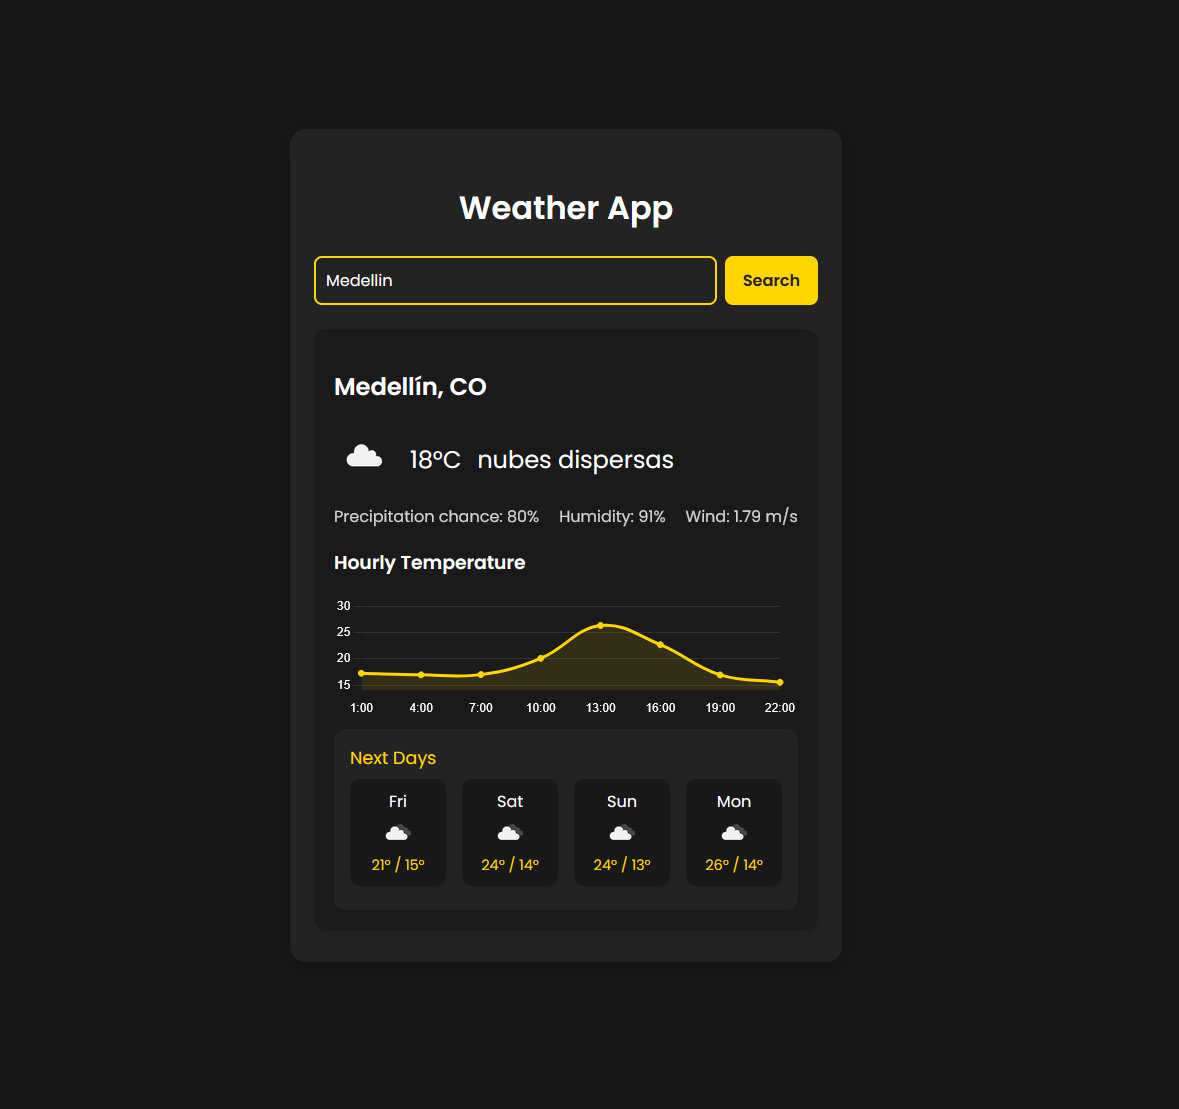 Weather App
Medellin
Search
Medellín, CO
18°C nubes dispersas
Precipitation chance: 80% Humidity: 91% Wind: 1.79 m/s
Hourly Temperature
30
25
20
15
1:00 4:00 7:00 10:00 13:00 16:00 19:00 22:00
Next Days
Fri Sat Sun Mon
21° / 15° 24° / 14° 24° / 13° 26° / 14°